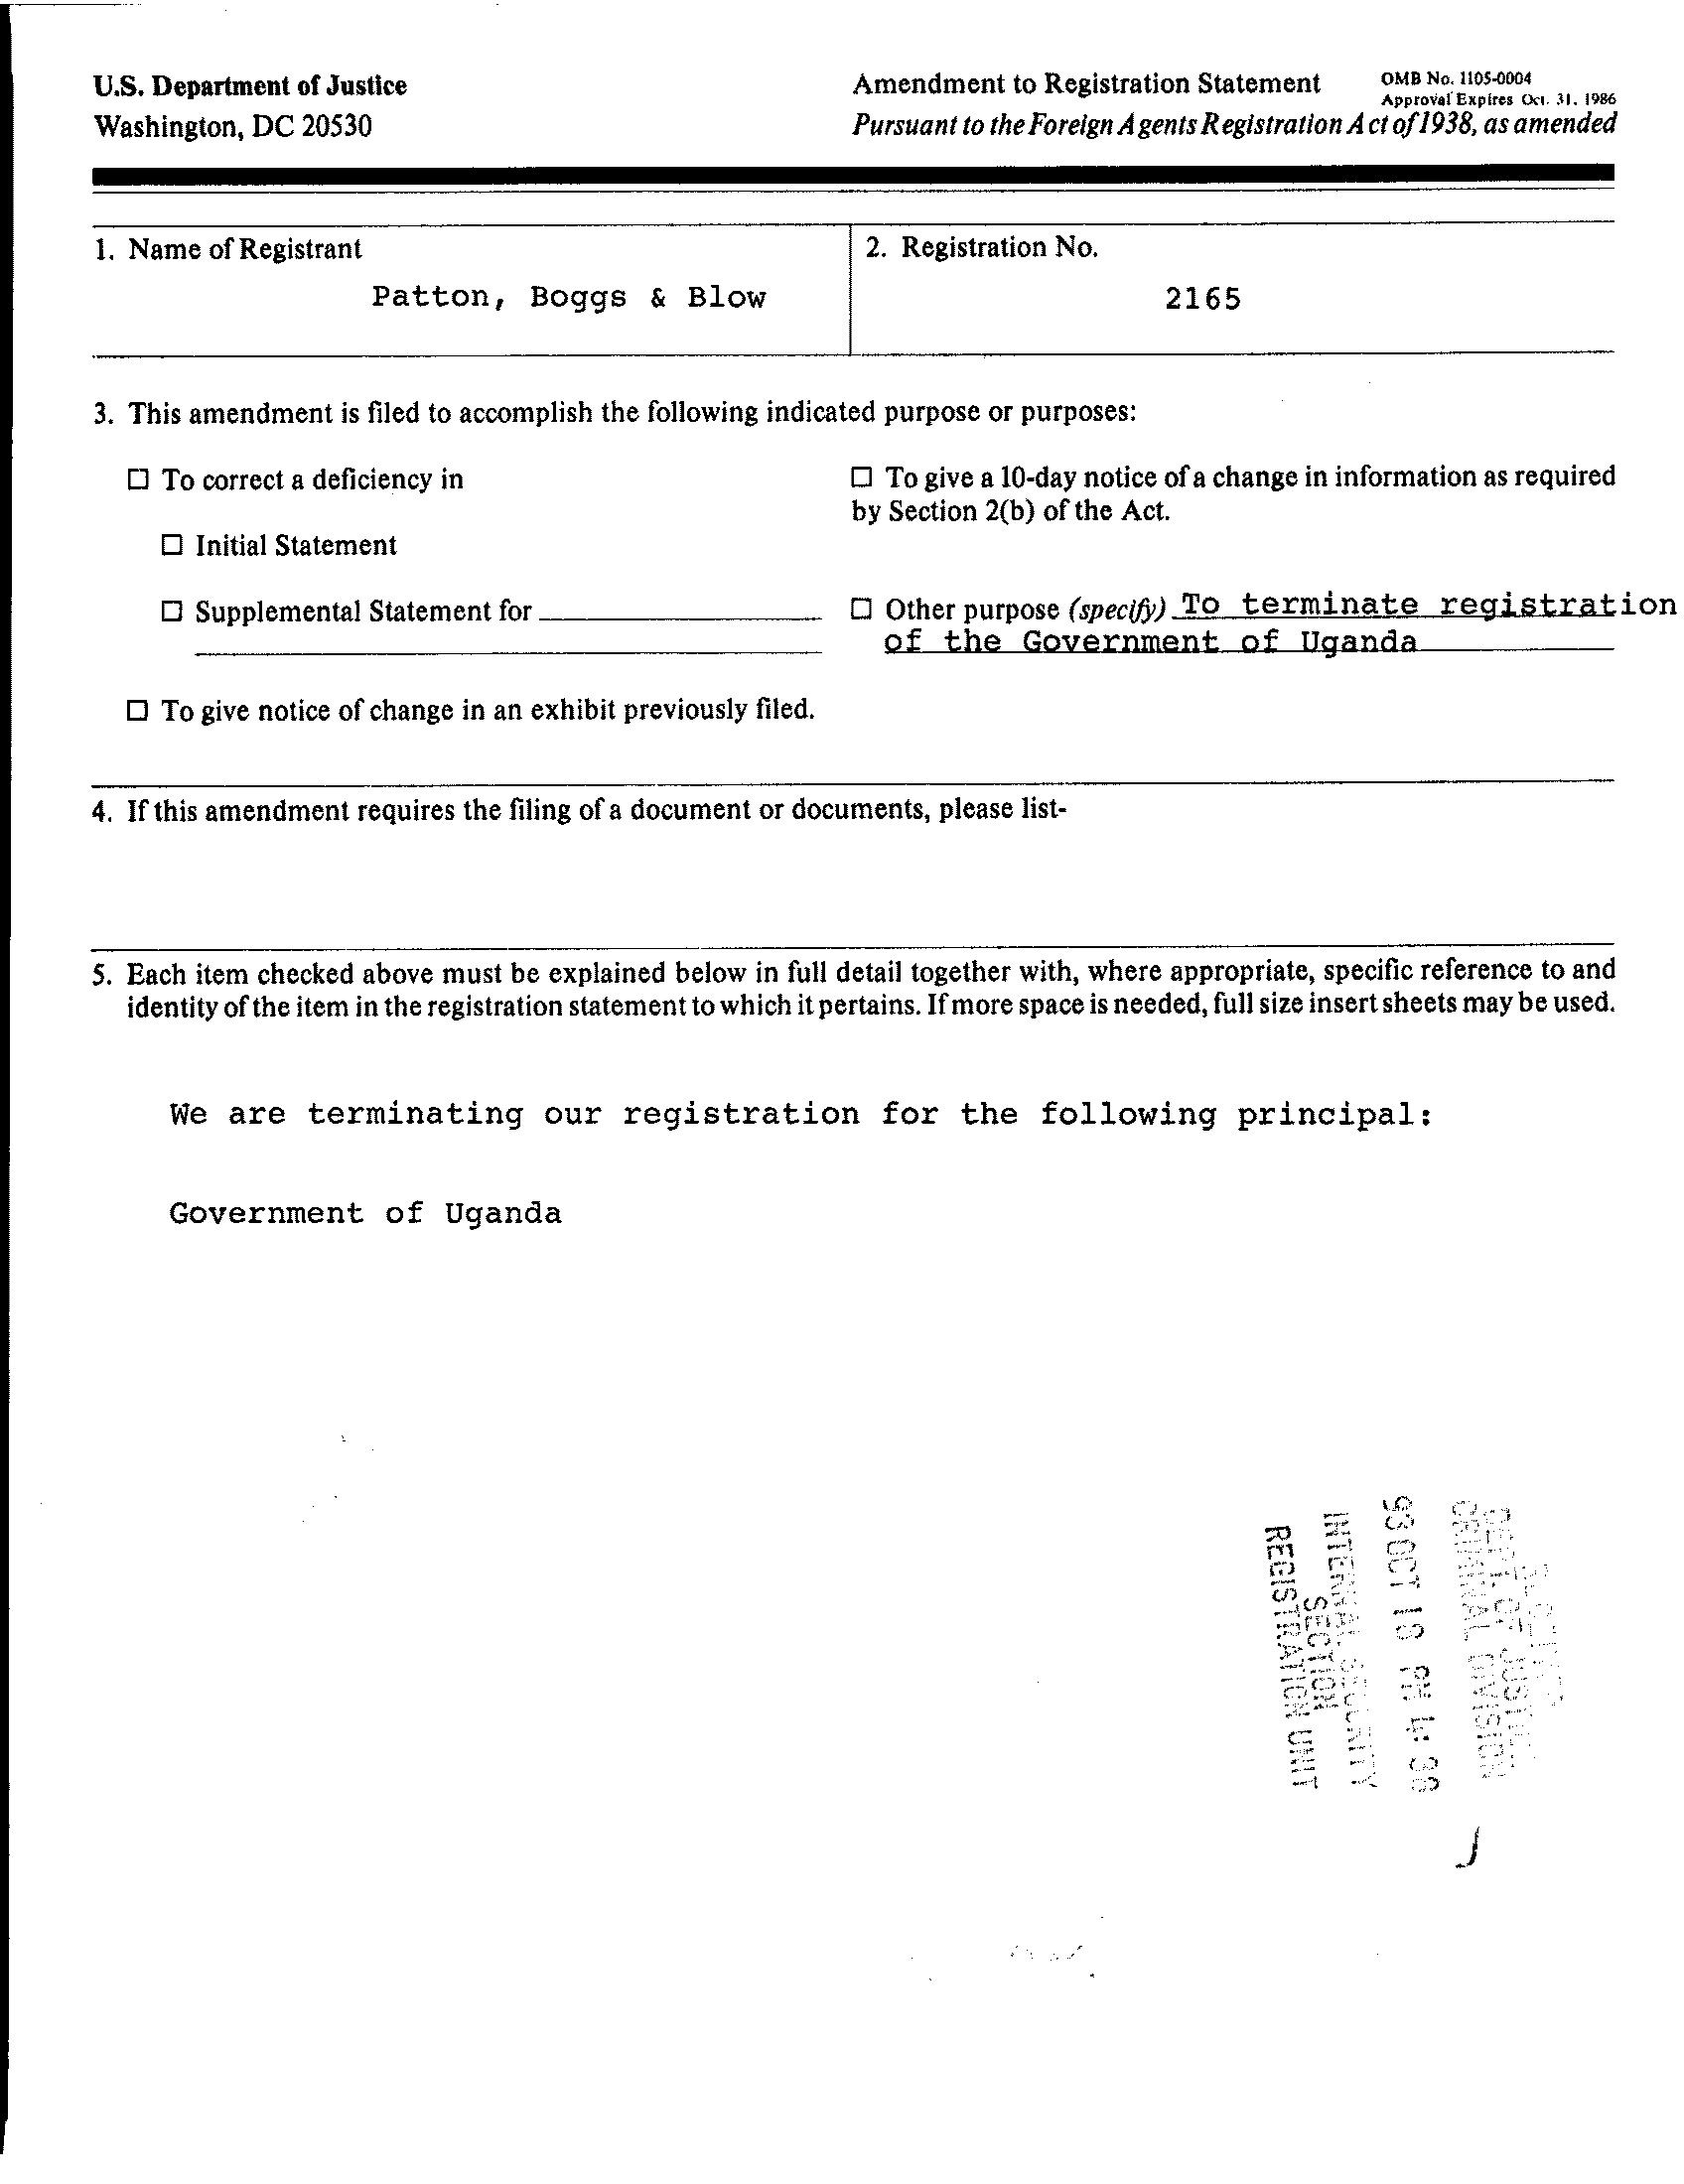 U.S. Department of Justice
Washington, DC 20530
Amendment to Registration Statement
OMB No. 1105-0004
Approval Expires Oct. 31, 1986
Pursuant to the Foreign Agents Registration Act of 1938, as amended
1. Name of Registrant
Patton, Boggs & Blow
2. Registration No.
2165
3. This amendment is filed to accomplish the following indicated purpose or purposes:
☐ To correct a deficiency in
☐ Initial Statement
☐ Supplemental Statement for
☐ To give notice of change in an exhibit previously filed.
☐ To give a 10-day notice of a change in information as required
by Section 2(b) of the Act.
☐ Other purpose (specify) To terminate registration
of the Government of Uganda
4. If this amendment requires the filing of a document or documents, please list-
5. Each item checked above must be explained below in full detail together with, where appropriate, specific reference to and
identity of the item in the registration statement to which it pertains. If more space is needed, full size insert sheets may be used.
We are terminating our registration for the following principal:
Government of Uganda
DEPT. OF JUSTICE
CRIMINAL DIVISION
93 OCT 18 PM 4:38
INTERNAL SECURITY
SECTION
REGISTRATION UNIT